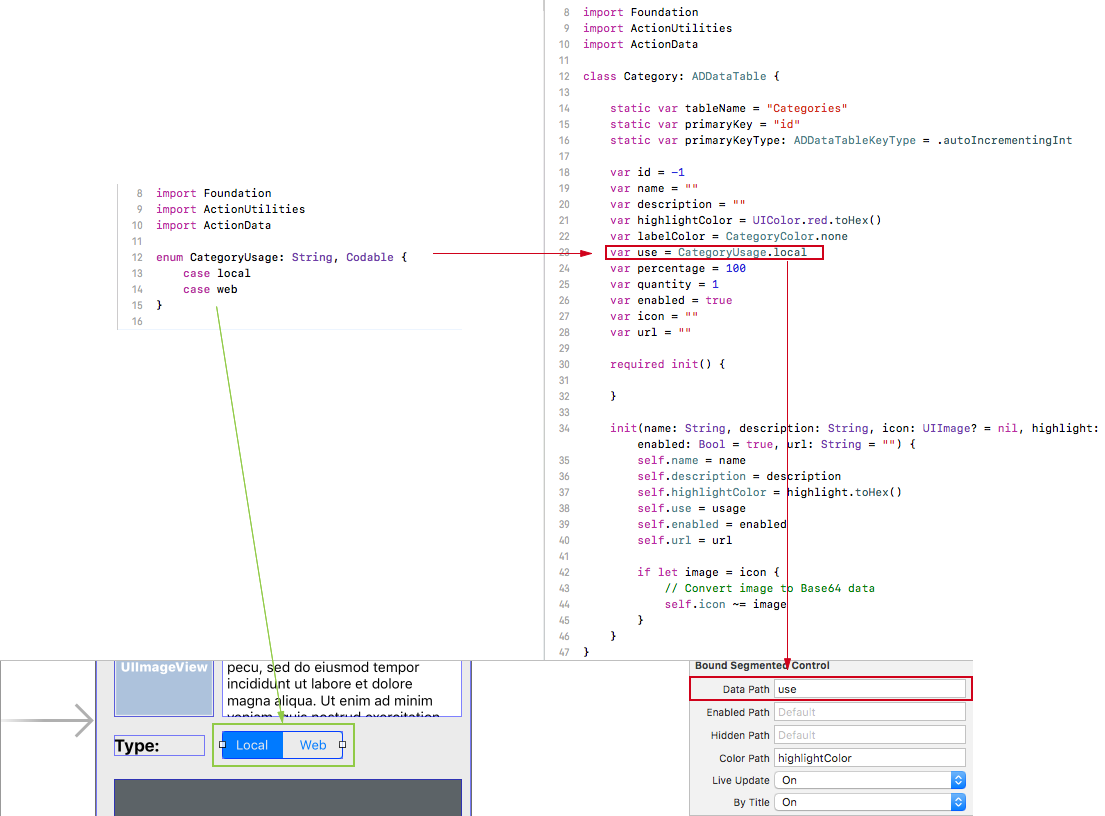 8 import Foundation
9 import ActionUtilities
10 import ActionData
11
12 enum CategoryUsage: String, Codable {
13 case local
14 case web
15 }
16
8 import Foundation
9 import ActionUtilities
10 import ActionData
11
12 class Category: ADDataTable {
13
14 static var tableName = "Categories"
15 static var primaryKey = "id"
16 static var primaryKeyType: ADDataTableKeyType = .autoIncrementingInt
17
18 var id = -1
19 var name = ""
20 var description = ""
21 var highlightColor = UIColor.red.toHex()
22 var labelColor = CategoryColor.none
23 var use = CategoryUsage.local
24 var percentage = 100
25 var quantity = 1
26 var enabled = true
27 var icon = ""
28 var url = ""
29
30 required init() {
31
32 }
33
34 init(name: String, description: String, icon: UIImage? = nil, highlight:
enabled: Bool = true, url: String = "") {
35 self.name = name
36 self.description = description
37 self.highlightColor = highlight.toHex()
38 self.use = usage
39 self.enabled = enabled
40 self.url = url
41
42 if let image = icon {
43 // Convert image to Base64 data
44 self.icon ~= image
45 }
46 }
47 }
UIImageView
pecu, sed do eiusmod tempor
incididunt ut labore et dolore
magna aliqua. Ut enim ad minim
veniam, quis nostrud exercitation
Type:
Local Web
Bound Segmented Control
Data Path use
Enabled Path Default
Hidden Path Default
Color Path highlightColor
Live Update On
By Title On